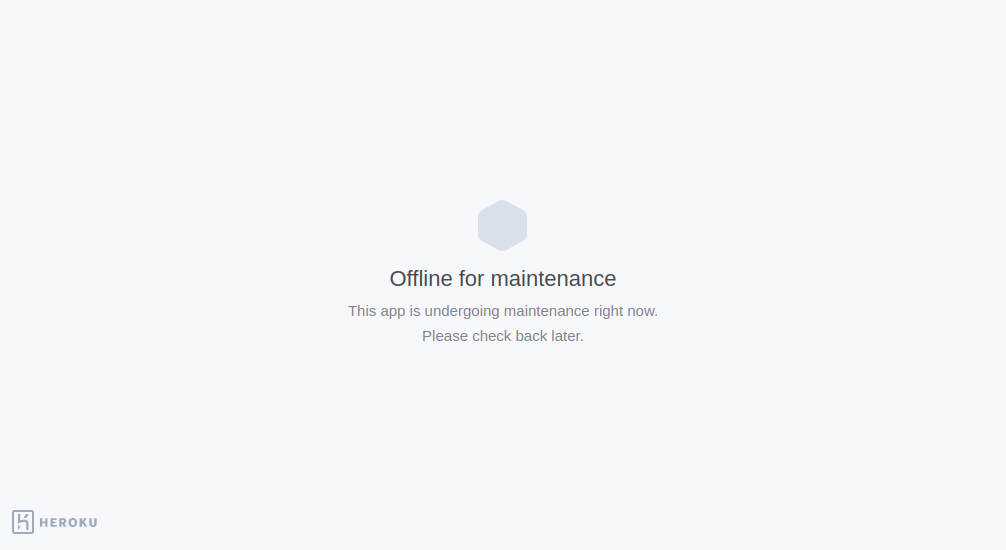 Offline for maintenance
This app is undergoing maintenance right now.
Please check back later.
HEROKU